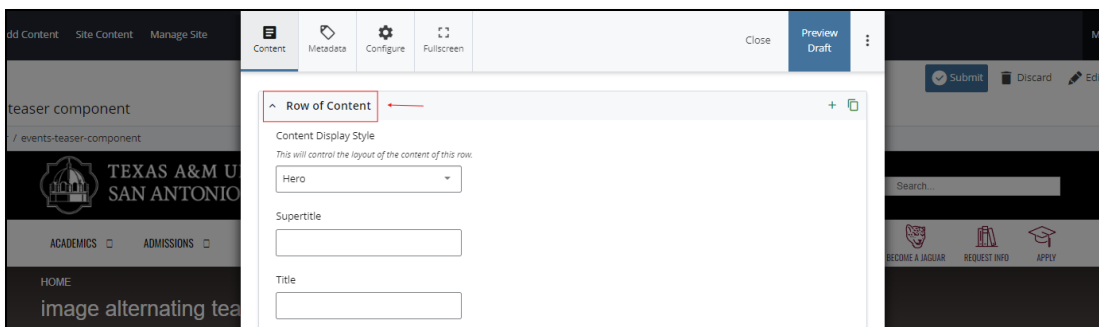 dd Content Site Content Manage Site
Content Metadata Configure Fullscreen
Close
Preview
Draft
M
Submit Discard Edi
teaser component
/ events-teaser-component
Row of Content
Content Display Style
This will control the layout of the content of this row.
Hero
Supertitle
Title
TEXAS A&M U
SAN ANTONIO
Search...
ACADEMICS ADMISSIONS
BECOME A JAGUAR REQUEST INFO APPLY
HOME
image alternating tea